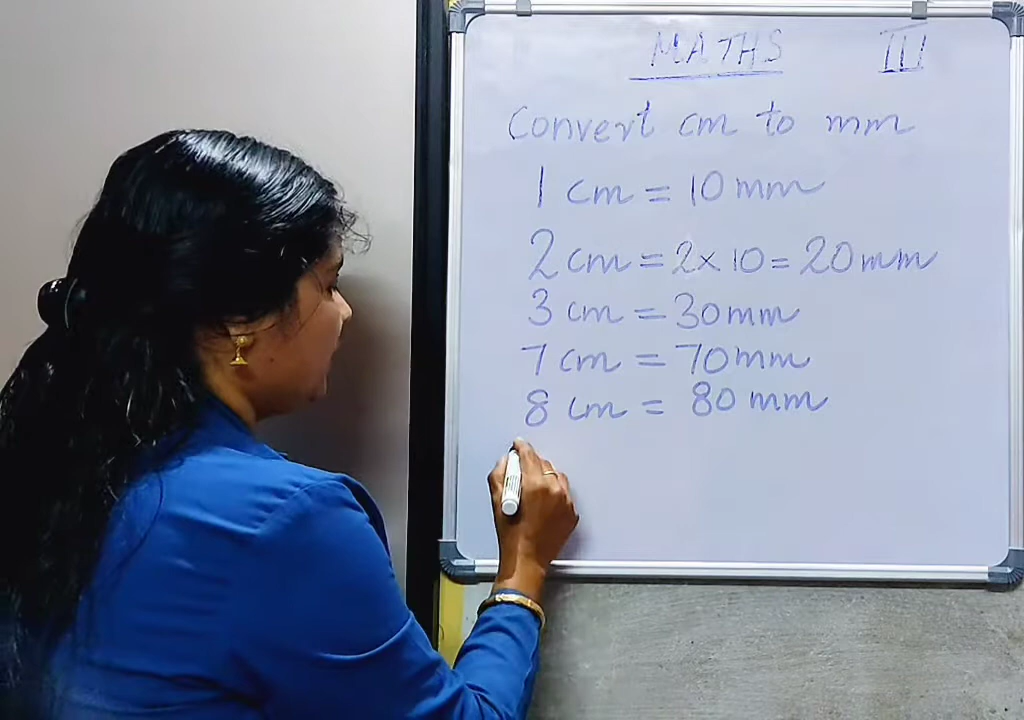 MATHS III
Convert cm to mm
1 cm = 10 mm
2 cm = 2 × 10 = 20 mm
3 cm = 30 mm
7 cm = 70 mm
8 cm = 80 mm